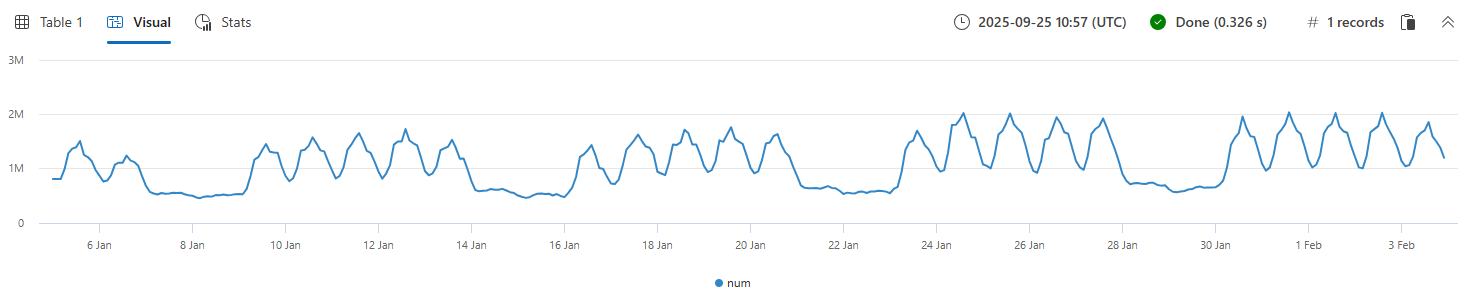 Table 1 Visual Stats 2025-09-25 10:57 (UTC) Done (0.326 s) # 1 records
3M
2M
1M
0
6 Jan 8 Jan 10 Jan 12 Jan 14 Jan 16 Jan 18 Jan 20 Jan 22 Jan 24 Jan 26 Jan 28 Jan 30 Jan 1 Feb 3 Feb
num